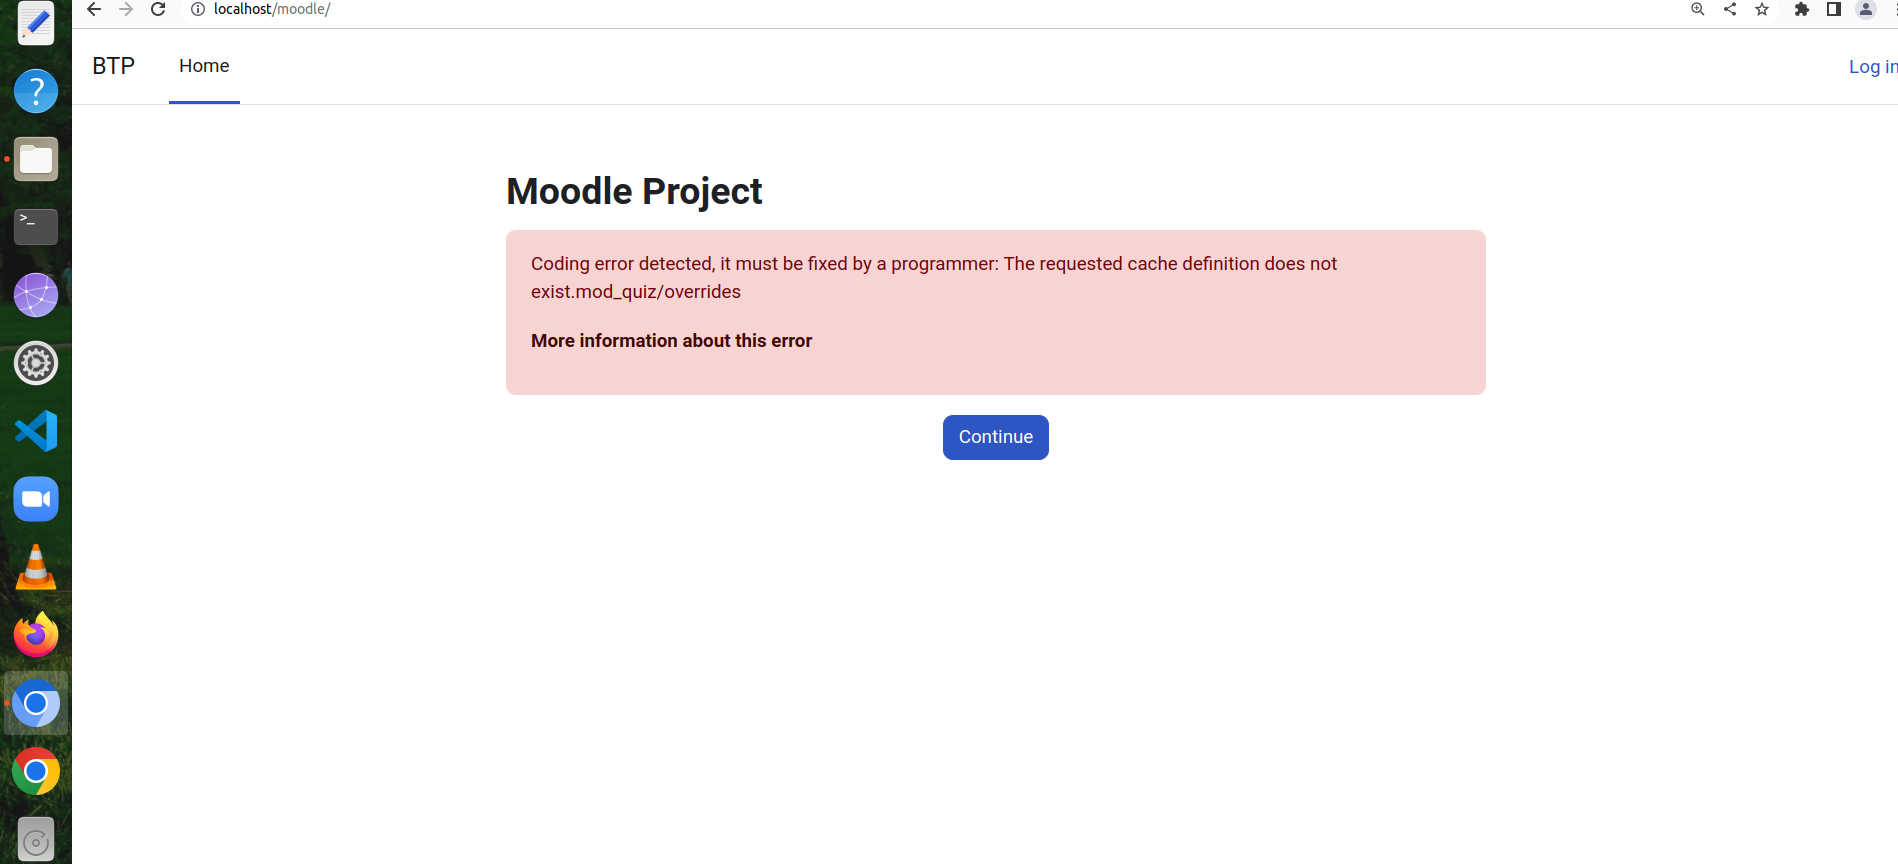 localhost/moodle/
BTP
Home
Log in
Moodle Project
Coding error detected, it must be fixed by a programmer: The requested cache definition does not
exist.mod_quiz/overrides
More information about this error
Continue
>_
?